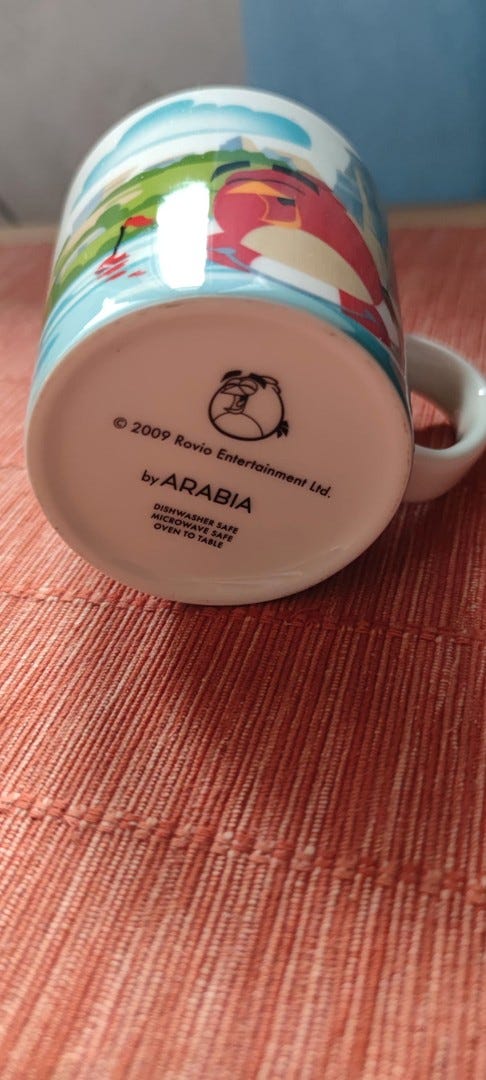 © 2009 Rovio Entertainment Ltd.
by ARABIA
DISHWASHER SAFE
MICROWAVE SAFE
OVEN TO TABLE